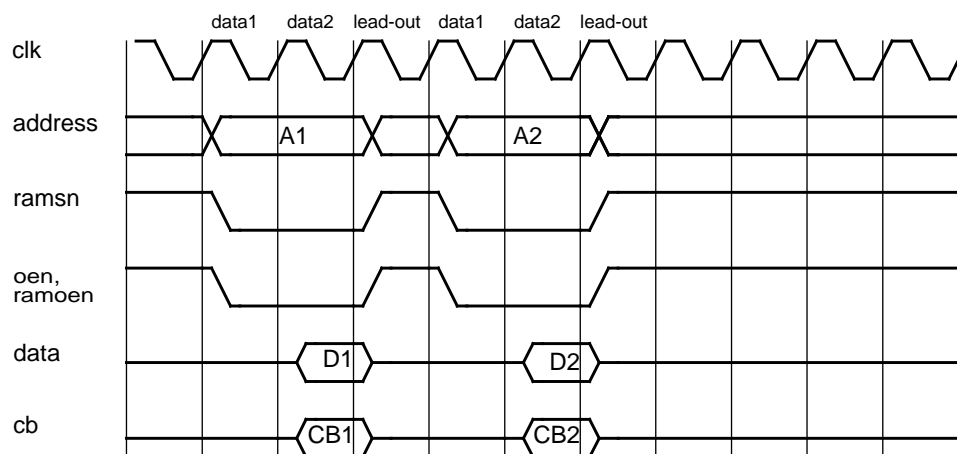 data1 data2 lead-out data1 data2 lead-out
clk
address A1 A2
ramsn
oen,
ramoen
data D1 D2
cb CB1 CB2